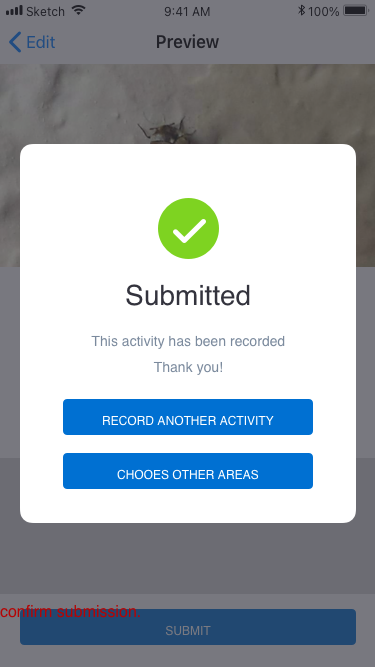 Sketch 9:41 AM 100%
Edit Preview
Submitted
This activity has been recorded
Thank you!
RECORD ANOTHER ACTIVITY
CHOOES OTHER AREAS
confirm submission.
SUBMIT